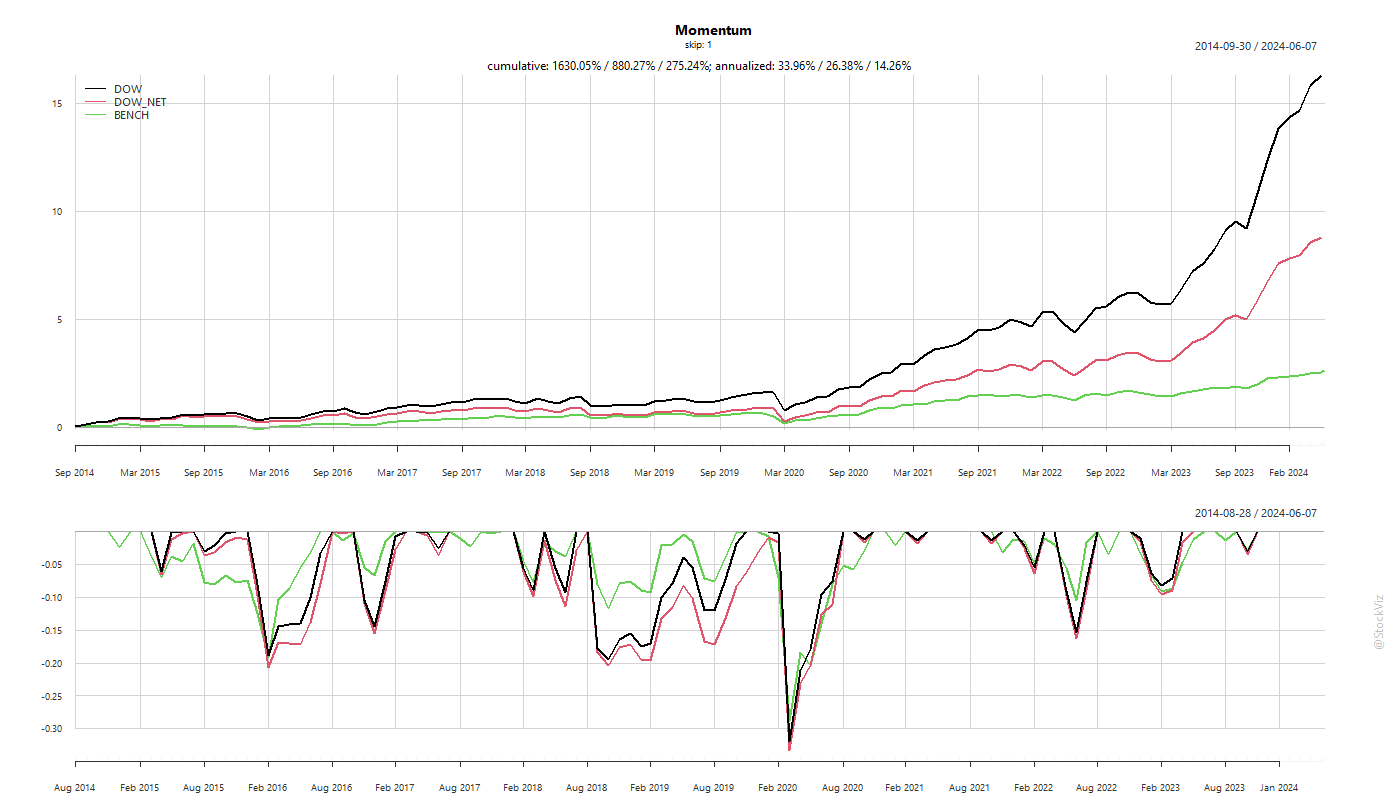 Momentum
skip: 1
2014-09-30 / 2024-06-07
cumulative: 1630.05% / 880.27% / 275.24%; annualized: 33.96% / 26.38% / 14.26%
DOW
DOW_NET
BENCH
15
10
5
0
Sep 2014 Mar 2015 Sep 2015 Mar 2016 Sep 2016 Mar 2017 Sep 2017 Mar 2018 Sep 2018 Mar 2019 Sep 2019 Mar 2020 Sep 2020 Mar 2021 Sep 2021 Mar 2022 Sep 2022 Mar 2023 Sep 2023 Feb 2024
2014-08-28 / 2024-06-07
-0.05
-0.10
-0.15
-0.20
-0.25
-0.30
Aug 2014 Feb 2015 Aug 2015 Feb 2016 Aug 2016 Feb 2017 Aug 2017 Feb 2018 Aug 2018 Feb 2019 Aug 2019 Feb 2020 Aug 2020 Feb 2021 Aug 2021 Feb 2022 Aug 2022 Feb 2023 Aug 2023 Jan 2024
@StockViz